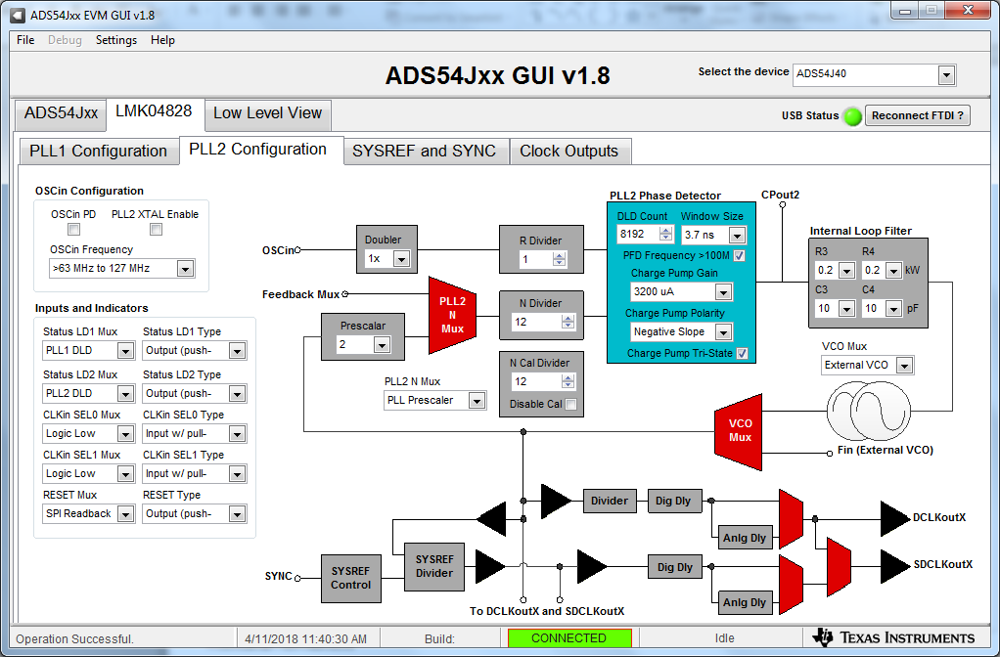 ADS54Jxx EVM GUI v1.8
File Debug Settings Help
ADS54Jxx GUI v1.8
Select the device ADS54J40
ADS54Jxx LMK04828 Low Level View
USB Status Reconnect FTDI ?
PLL1 Configuration PLL2 Configuration SYSREF and SYNC Clock Outputs
OSCin Configuration
OSCin PD PLL2 XTAL Enable
OSCin Frequency
>63 MHz to 127 MHz
Inputs and Indicators
Status LD1 Mux Status LD1 Type
PLL1 DLD Output (push-
Status LD2 Mux Status LD2 Type
PLL2 DLD Output (push-
CLKin SEL0 Mux CLKin SEL0 Type
Logic Low Input w/ pull-
CLKin SEL1 Mux CLKin SEL1 Type
Logic Low Input w/ pull-
RESET Mux RESET Type
SPI Readback Output (push-
OSCin
Doubler
1x
R Divider
1
Feedback Mux
Prescalar
2
PLL2
N
Mux
N Divider
12
PLL2 N Mux
PLL Prescaler
N Cal Divider
12
Disable Cal
PLL2 Phase Detector
DLD Count Window Size
8192 3.7 ns
PFD Frequency >100M
Charge Pump Gain
3200 uA
Charge Pump Polarity
Negative Slope
Charge Pump Tri-State
CPout2
Internal Loop Filter
R3 R4
0.2 0.2 kW
C3 C4
10 10 pF
VCO Mux
External VCO
VCO
Mux
Fin (External VCO)
Divider Dig Dly
Anlg Dly
DCLKoutX
SYNC
SYSREF
Control
SYSREF
Divider
Dig Dly
Anlg Dly
SDCLKoutX
To DCLKoutX and SDCLKoutX
Operation Successful. 4/11/2018 11:40:30 AM Build: CONNECTED Idle TEXAS INSTRUMENTS